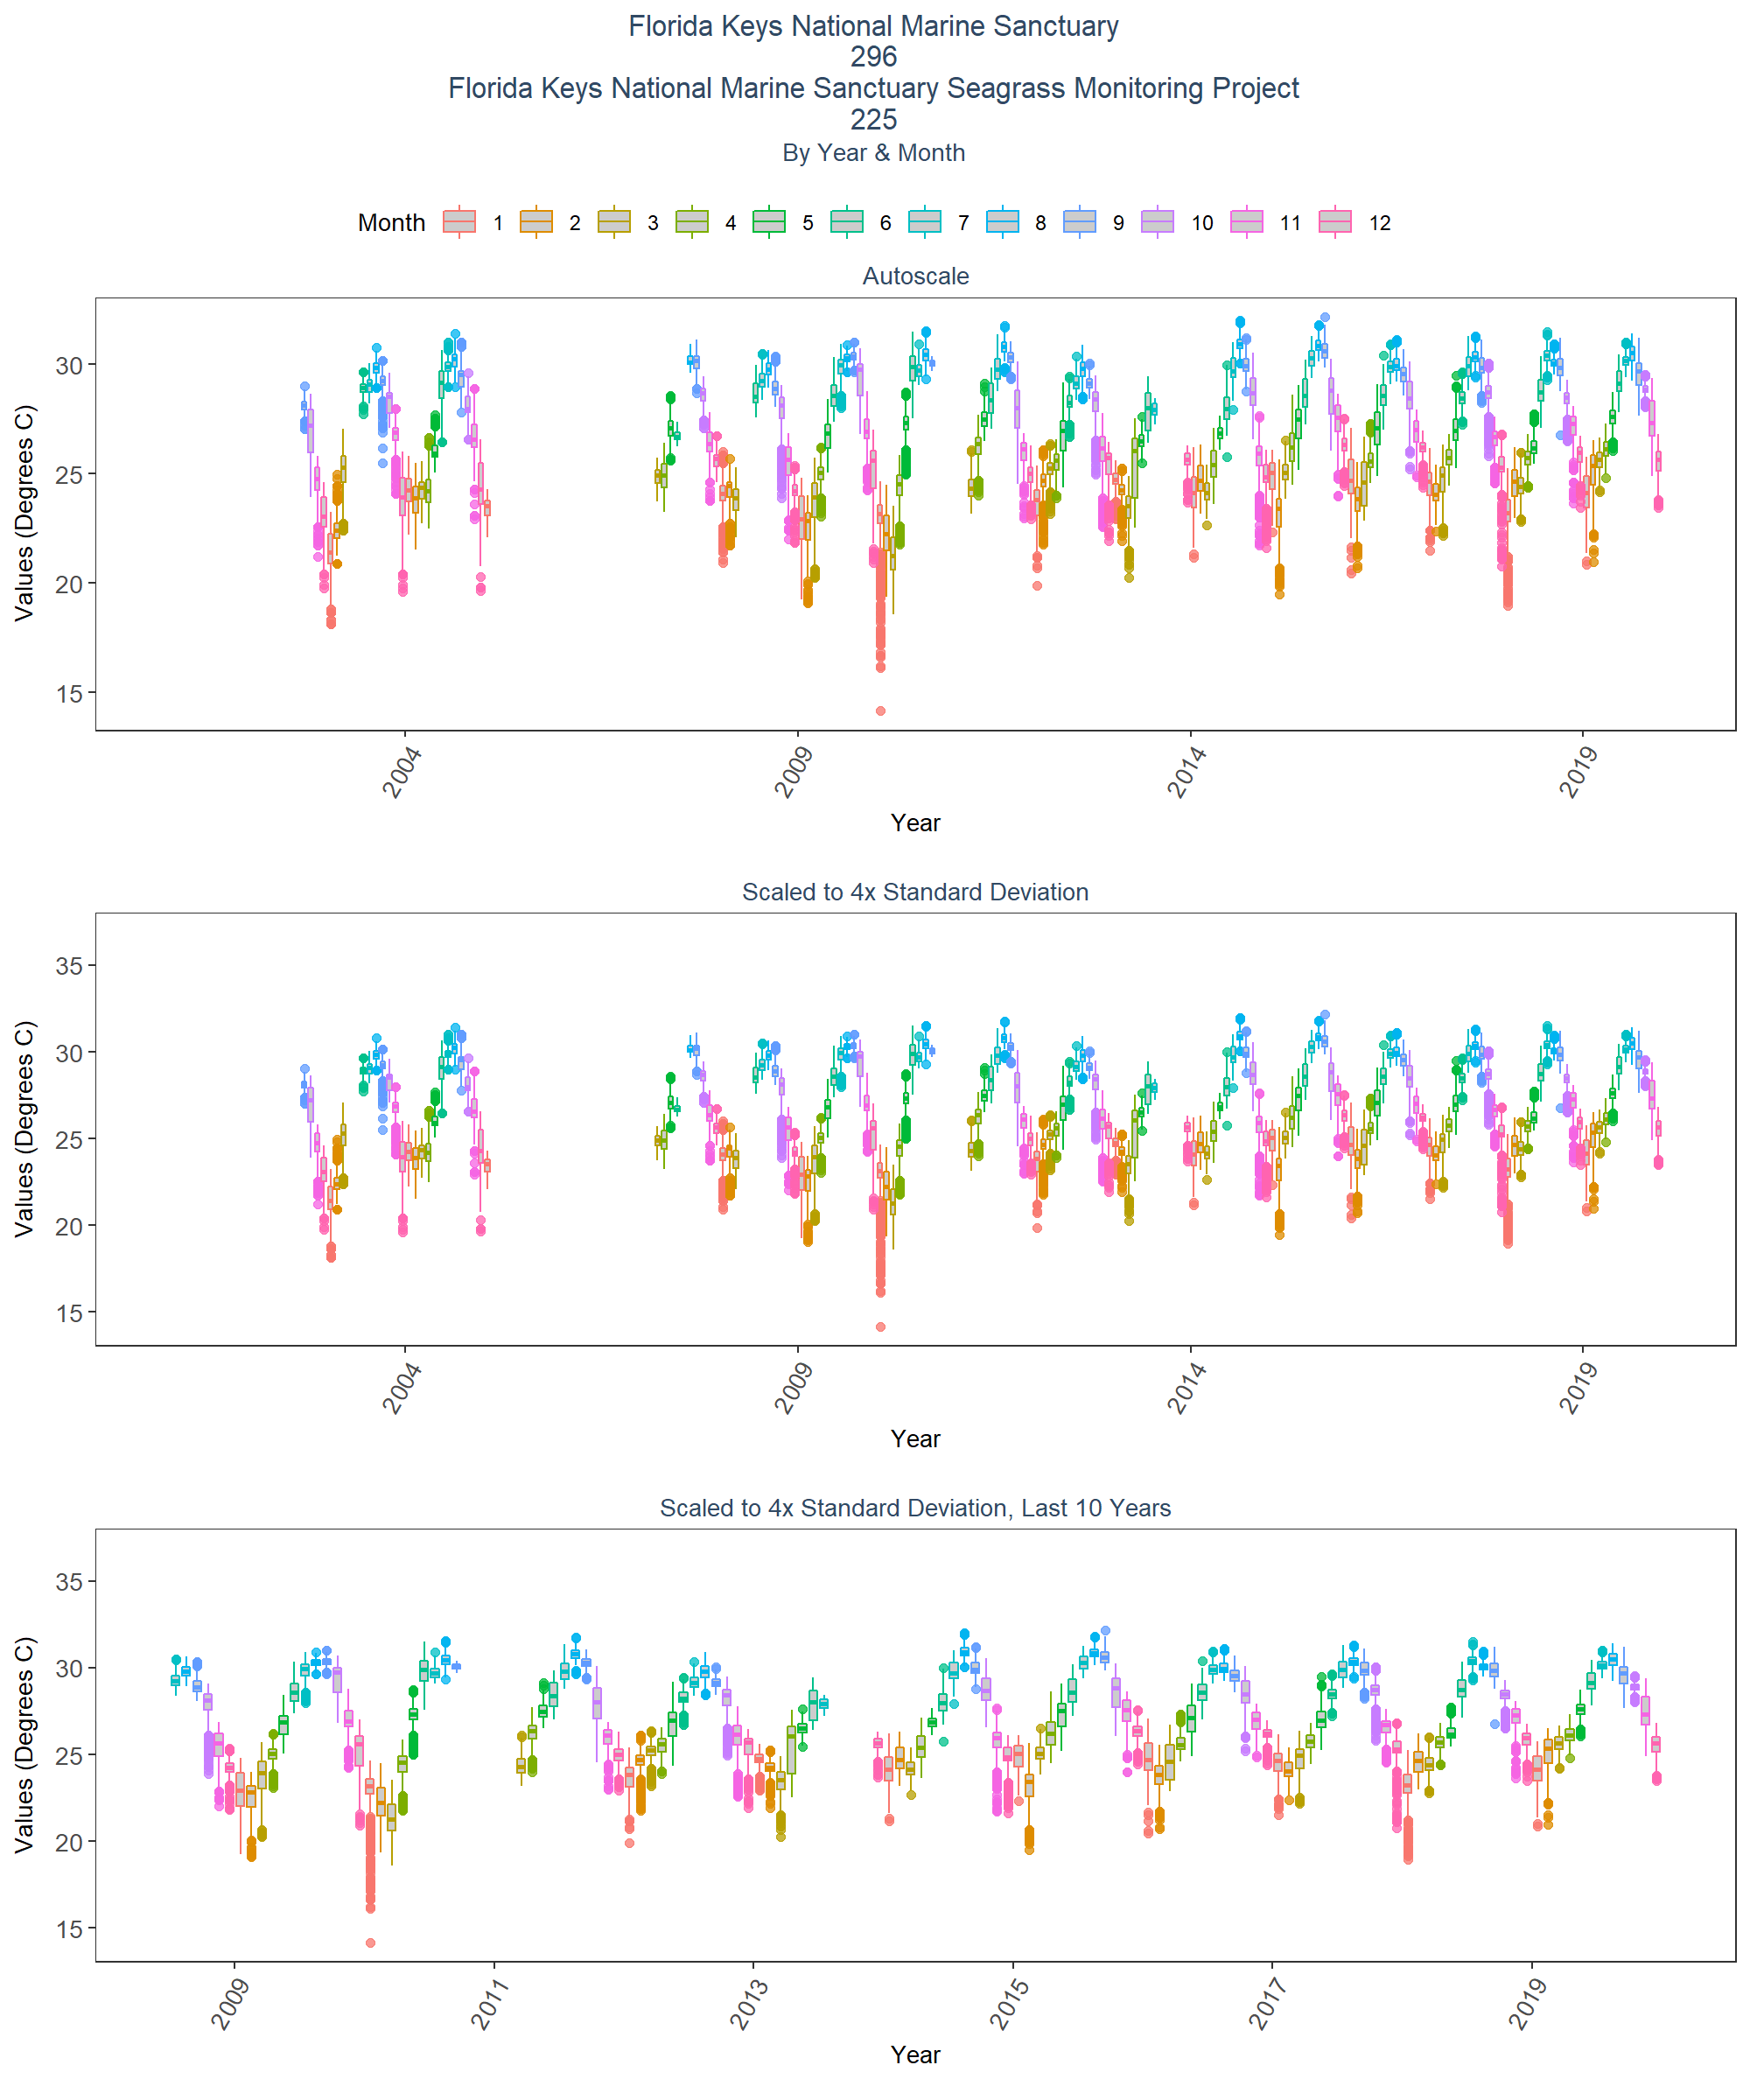 Florida Keys National Marine Sanctuary
296
Florida Keys National Marine Sanctuary Seagrass Monitoring Project
225
By Year & Month
Month 1 2 3 4 5 6 7 8 9 10 11 12
Autoscale
Values (Degrees C)
30
25
20
15
2004 2009 2014 2019
Year
Scaled to 4x Standard Deviation
Values (Degrees C)
35
30
25
20
15
2004 2009 2014 2019
Year
Scaled to 4x Standard Deviation, Last 10 Years
Values (Degrees C)
35
30
25
20
15
2009 2011 2013 2015 2017 2019
Year